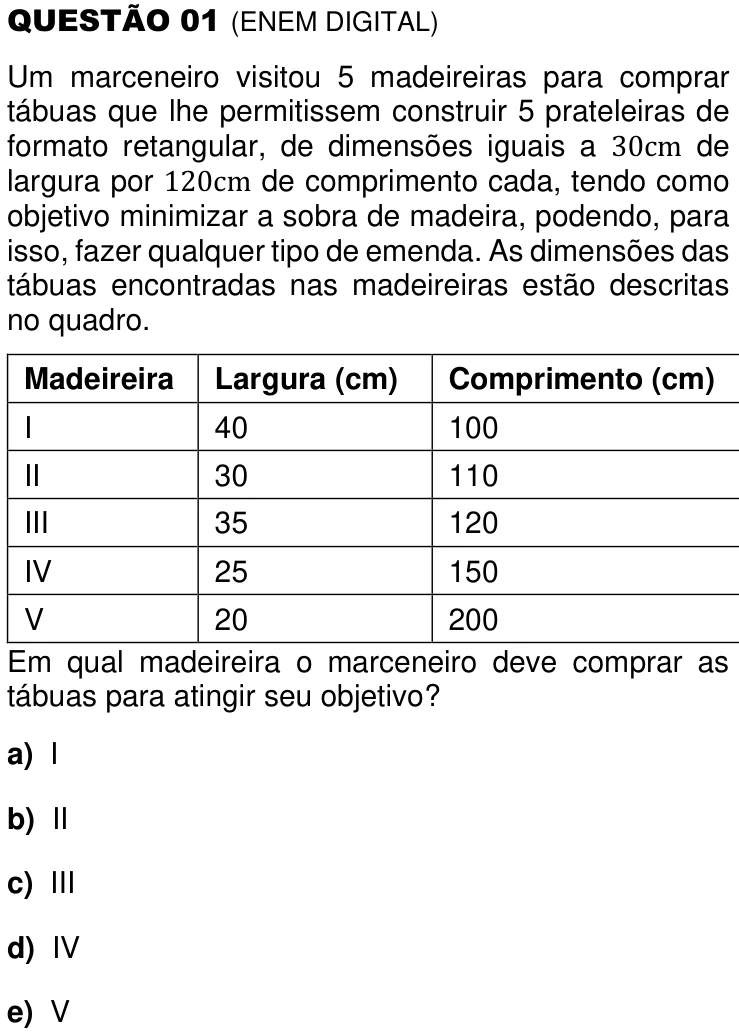 QUESTÃO 01 (ENEM DIGITAL)
Um marceneiro visitou 5 madeireiras para comprar
tábuas que lhe permitissem construir 5 prateleiras de
formato retangular, de dimensões iguais a 30cm de
largura por 120cm de comprimento cada, tendo como
objetivo minimizar a sobra de madeira, podendo, para
isso, fazer qualquer tipo de emenda. As dimensões das
tábuas encontradas nas madeireiras estão descritas
no quadro.
Madeireira Largura (cm) Comprimento (cm)
I 40 100
II 30 110
III 35 120
IV 25 150
V 20 200
Em qual madeireira o marceneiro deve comprar as
tábuas para atingir seu objetivo?
a) I
b) II
c) III
d) IV
e) V